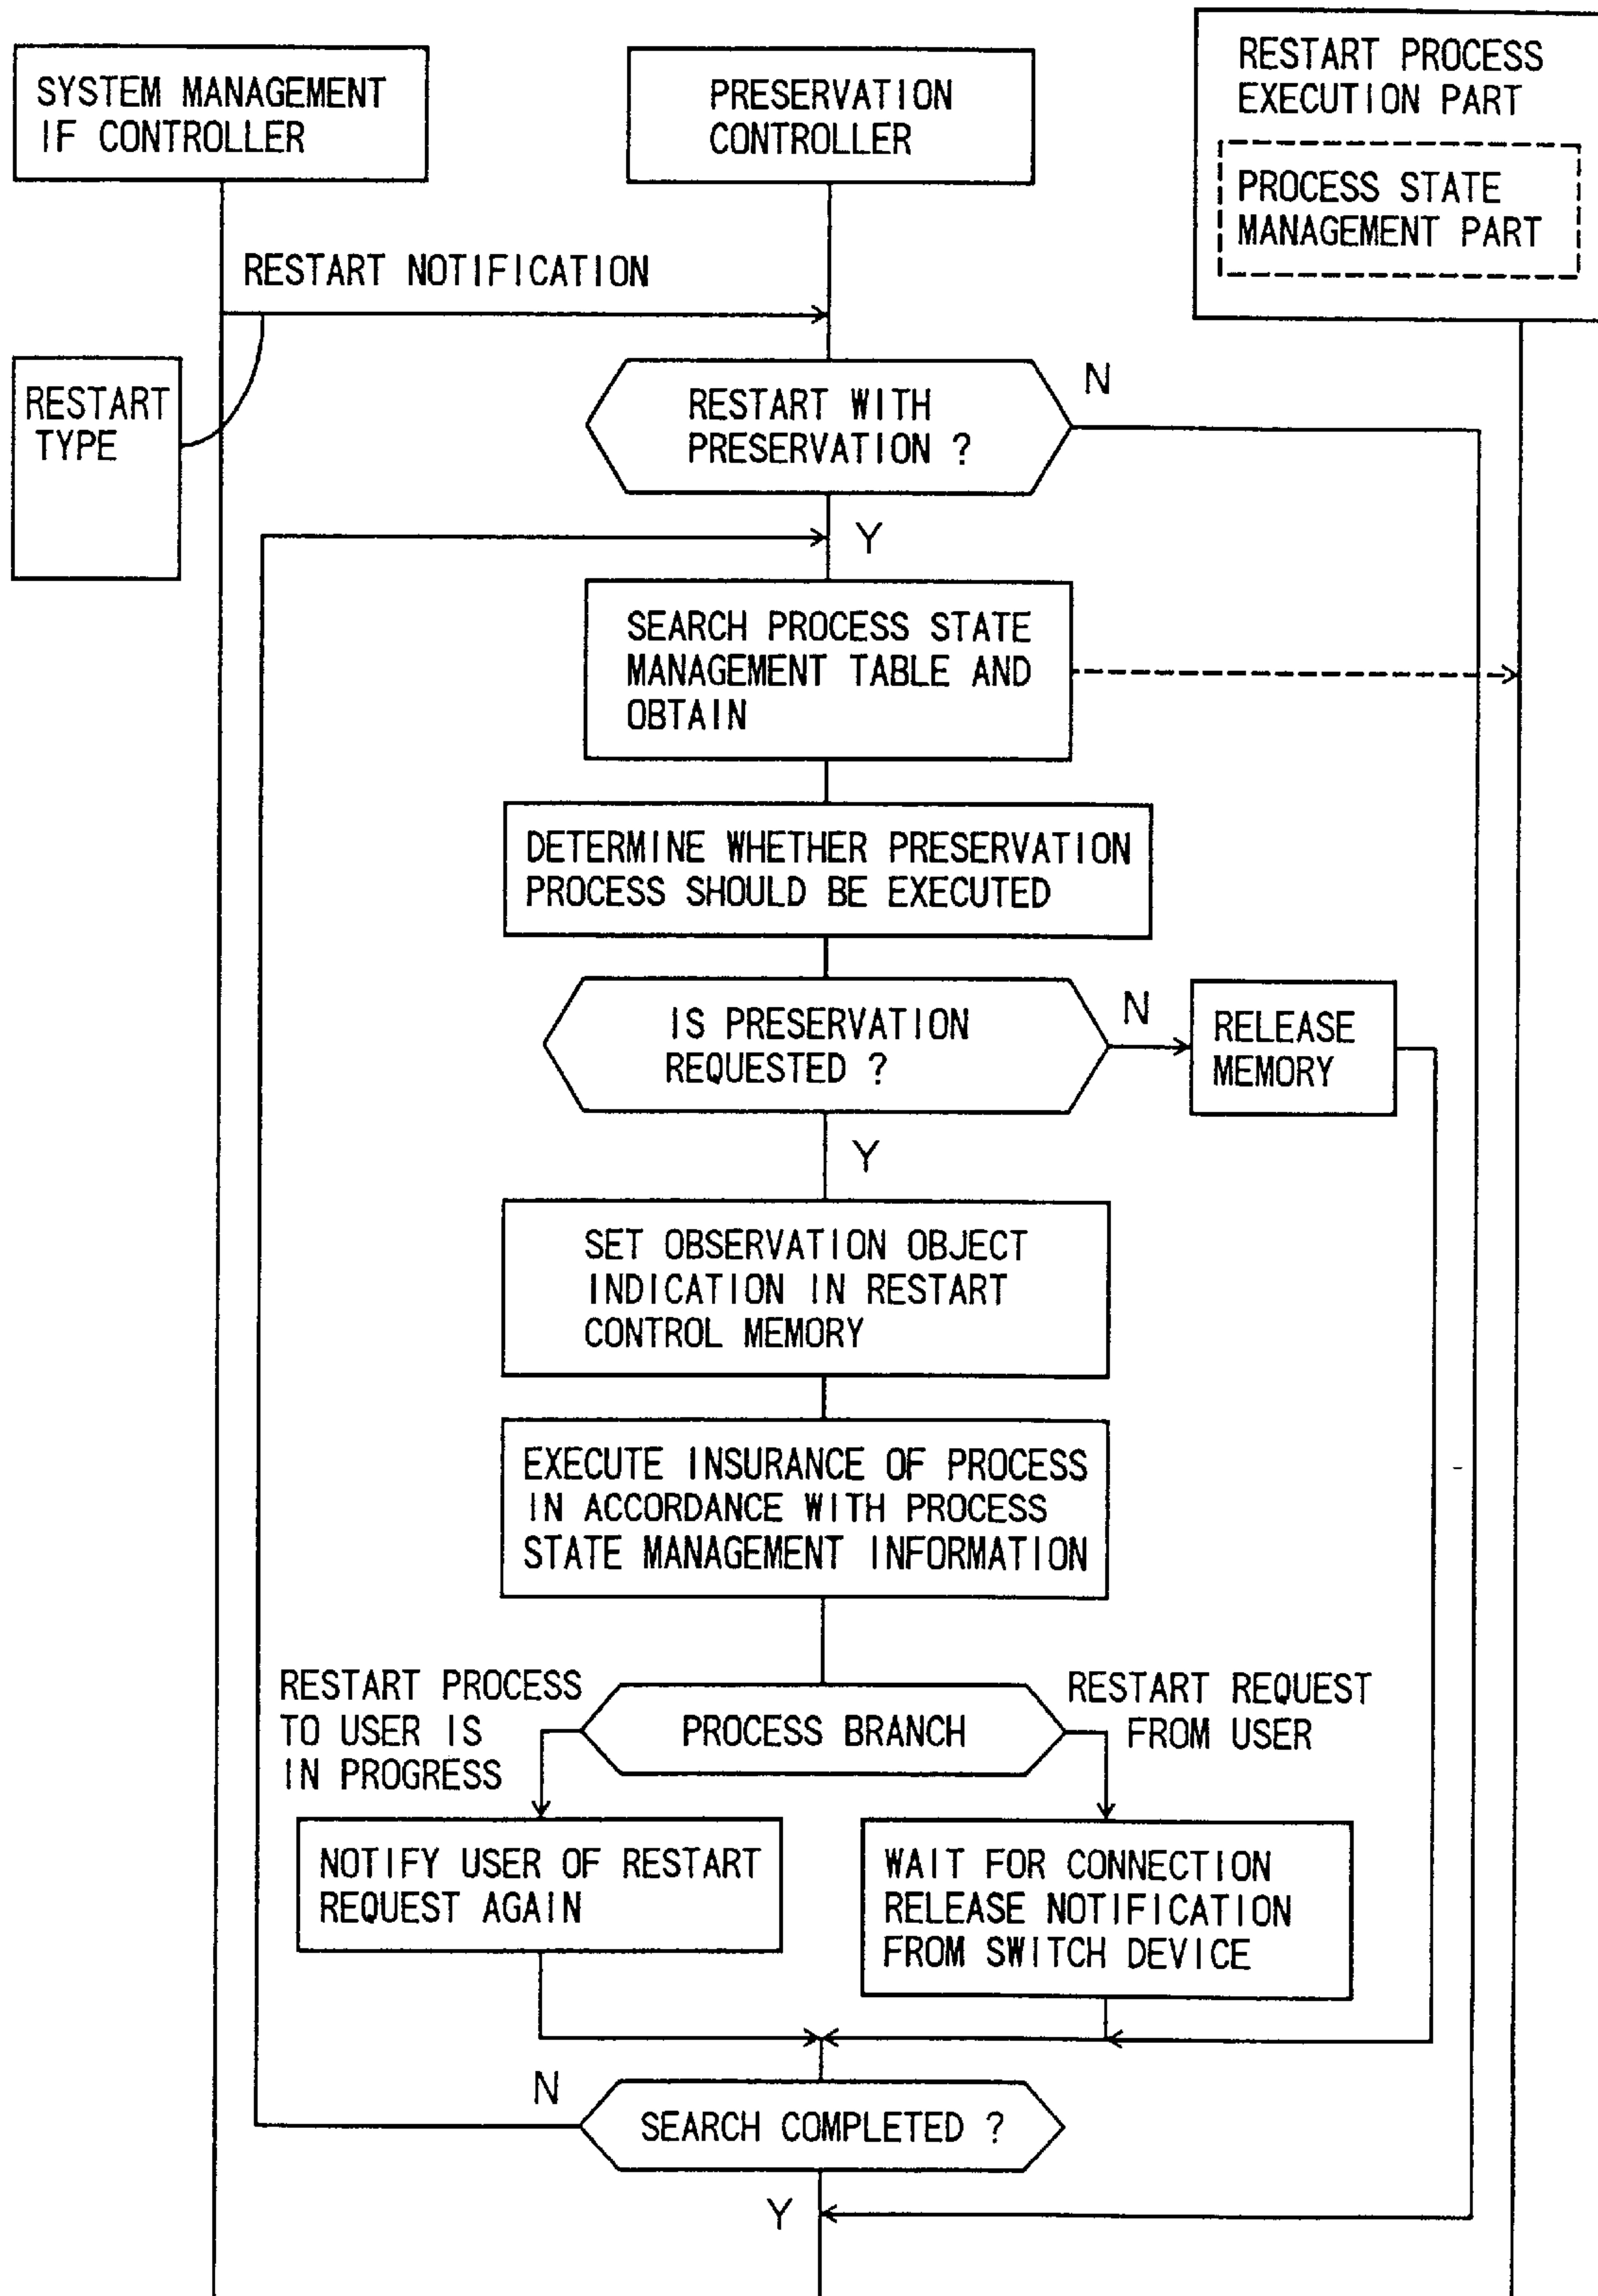 SYSTEM MANAGEMENT
IF CONTROLLER
PRESERVATION
CONTROLLER
RESTART PROCESS
EXECUTION PART
PROCESS STATE
MANAGEMENT PART
RESTART NOTIFICATION
RESTART
TYPE
RESTART WITH
PRESERVATION ?
N
Y
SEARCH PROCESS STATE
MANAGEMENT TABLE AND
OBTAIN
DETERMINE WHETHER PRESERVATION
PROCESS SHOULD BE EXECUTED
IS PRESERVATION
REQUESTED ?
N
RELEASE
MEMORY
Y
SET OBSERVATION OBJECT
INDICATION IN RESTART
CONTROL MEMORY
EXECUTE INSURANCE OF PROCESS
IN ACCORDANCE WITH PROCESS
STATE MANAGEMENT INFORMATION
RESTART PROCESS
TO USER IS
IN PROGRESS
PROCESS BRANCH
RESTART REQUEST
FROM USER
NOTIFY USER OF RESTART
REQUEST AGAIN
WAIT FOR CONNECTION
RELEASE NOTIFICATION
FROM SWITCH DEVICE
N
SEARCH COMPLETED ?
Y